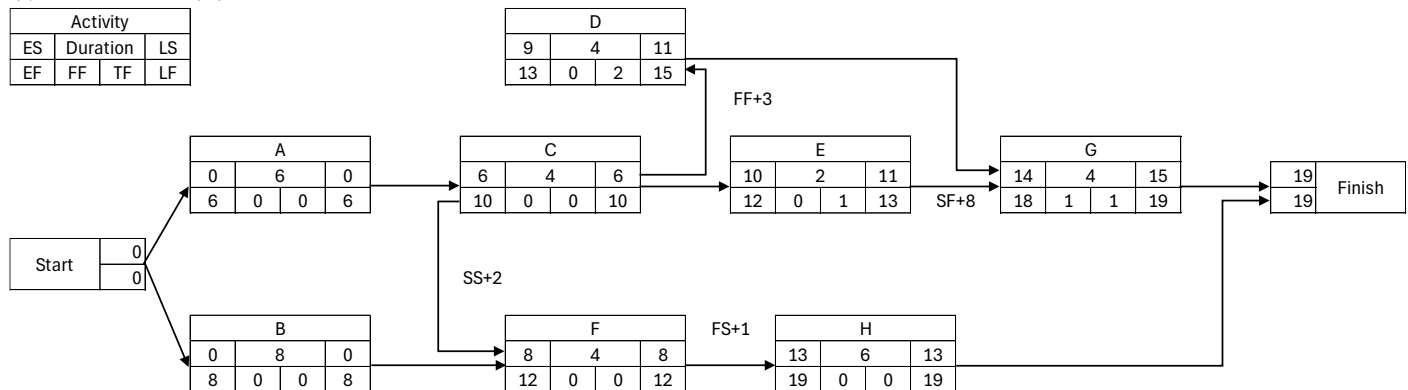 Activity
ES Duration LS
EF FF TF LF
D
9 4 11
13 0 2 15
FF+3
A
0 6 0
6 0 0 6
C
6 4 6
10 0 0 10
E
10 2 11
12 0 1 13
SF+8
G
14 4 15
18 1 1 19
19
19
Finish
Start
0
0
SS+2
B
0 8 0
8 0 0 8
F
8 4 8
12 0 0 12
FS+1
H
13 6 13
19 0 0 19